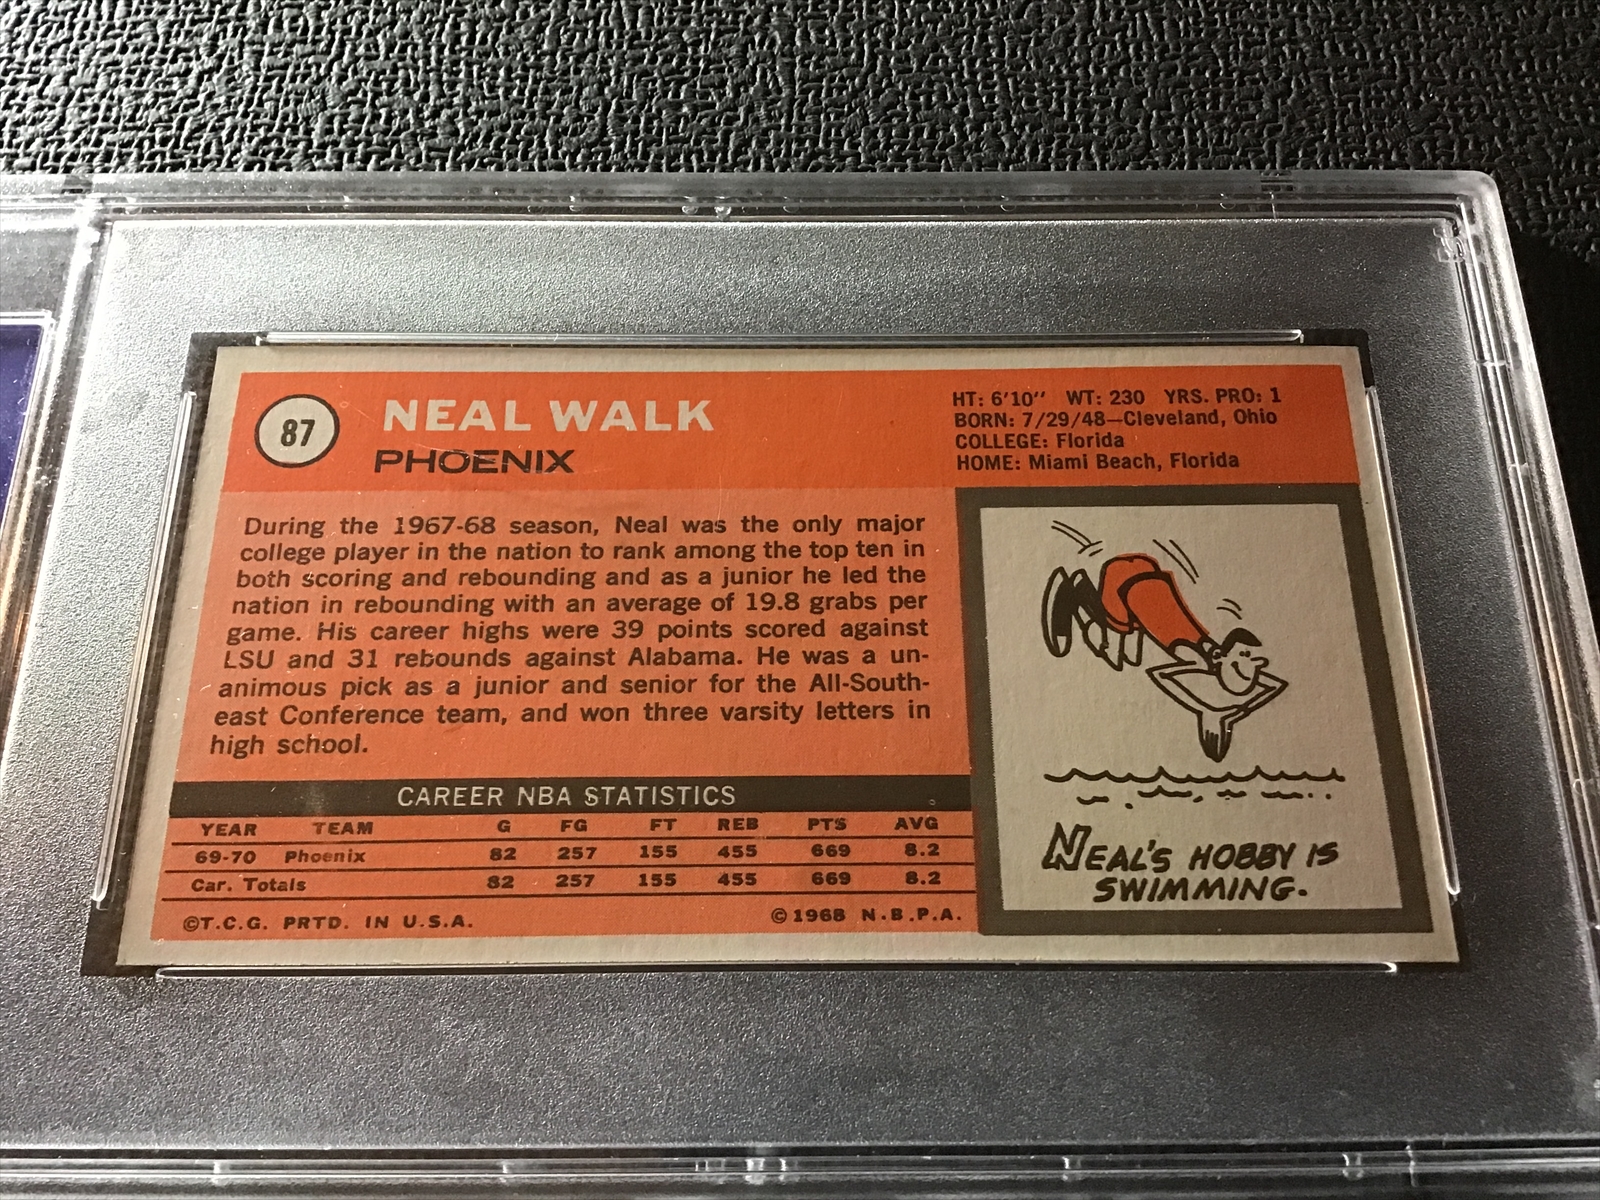 87
NEAL WALK
PHOENIX
HT: 6'10" WT: 230 YRS. PRO: 1
BORN: 7/29/48—Cleveland, Ohio
COLLEGE: Florida
HOME: Miami Beach, Florida
During the 1967-68 season, Neal was the only major
college player in the nation to rank among the top ten in
both scoring and rebounding and as a junior he led the
nation in rebounding with an average of 19.8 grabs per
game. His career highs were 39 points scored against
LSU and 31 rebounds against Alabama. He was a un-
animous pick as a junior and senior for the All-South-
east Conference team, and won three varsity letters in
high school.
CAREER NBA STATISTICS
YEAR TEAM G FG FT REB PTS AVG
69-70 Phoenix 82 257 155 455 669 8.2
Car. Totals 82 257 155 455 669 8.2
©T.C.G. PRTD. IN U.S.A. ©1968 N.B.P.A.
NEAL'S HOBBY IS
SWIMMING.